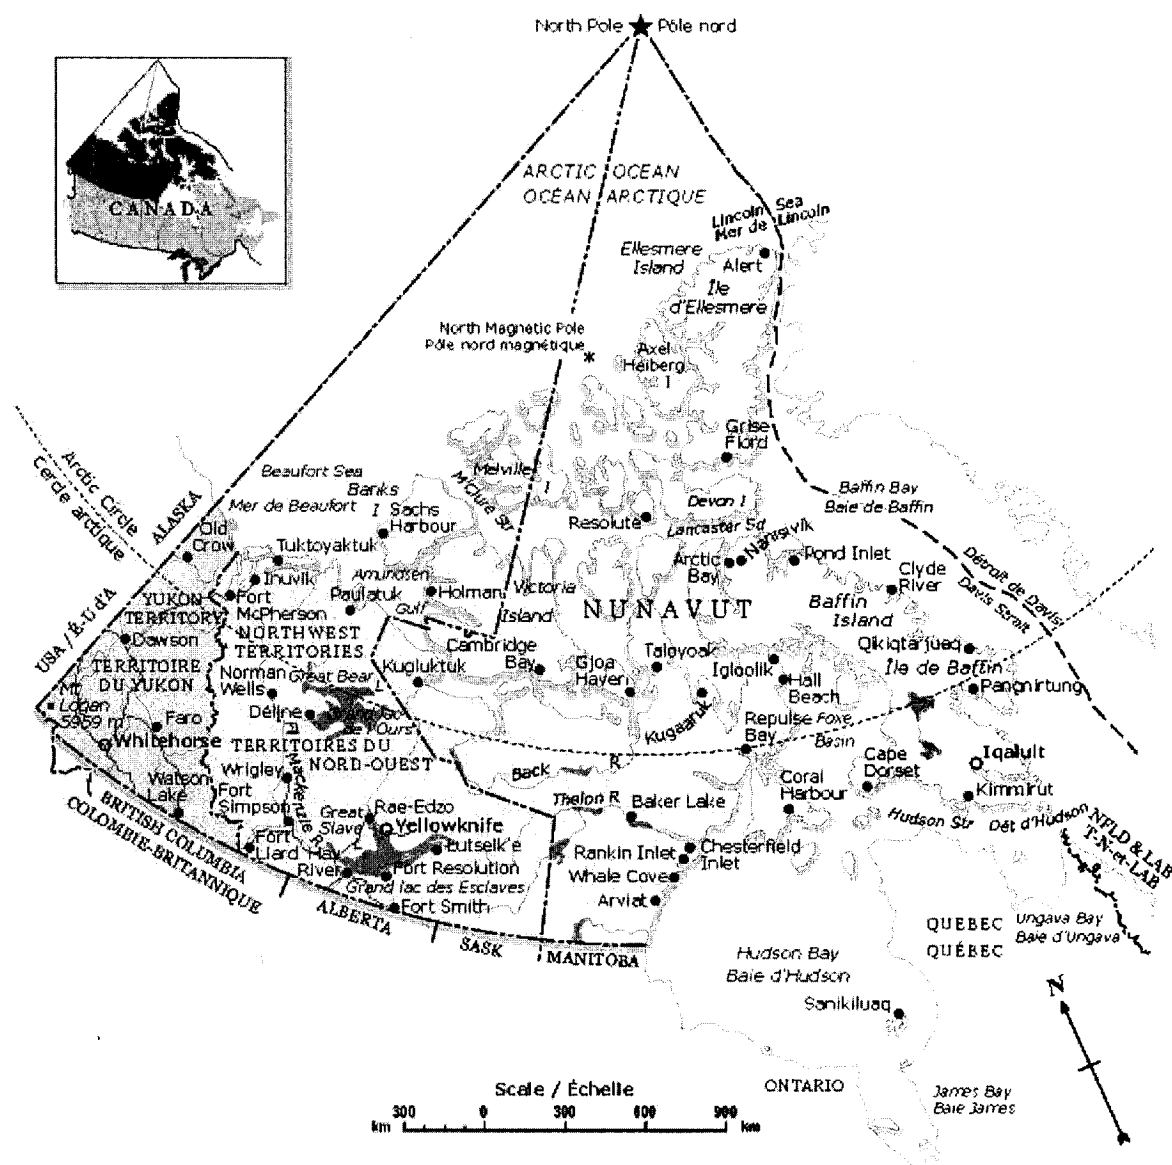 North Pole ★ Pôle nord
CANADA
ARCTIC OCEAN
OCÉAN ARCTIQUE
Lincoln Sea
Mer de Lincoln
Ellesmere
Island
Alert
Île
d'Ellesmere
North Magnetic Pole
Pôle nord magnétique
Axel
Heiberg
I
Grise
Fiord
Arctic Circle
Cercle arctique
Beaufort Sea
Mer de Beaufort
Banks
I
Sachs
Harbour
Melville
I
M'Clure Str
Devon I
Resolute
Lancaster Sd
Baffin Bay
Baie de Baffin
ALASKA
USA / É-U d'A
Old
Crow
Tuktoyaktuk
Inuvik
Fort
McPherson
Amundsen
Gulf
Paulatuk
Holman
Victoria
Island
NUNAVUT
Arctic
Bay
Nanisivik
Pond Inlet
Clyde
River
Baffin
Island
Détroit de Davis
Davis Strait
YUKON
TERRITORY
Dawson
TERRITOIRE
DU YUKON
Mt
Logan
5959 m
Faro
Whitehorse
Watson
Lake
NORTHWEST
TERRITORIES
Norman
Wells
Great Bear
L
Déline
Grand lac
de l'Ours
TERRITOIRES DU
NORD-OUEST
Kugluktuk
Cambridge
Bay
Gjoa
Haven
Taloyoak
Kugaaruk
Igloolik
Hall
Beach
Repulse
Bay
Foxe
Basin
Qikiqtarjuaq
Île de Baffin
Pangnirtung
Iqaluit
Kimmirut
Cape
Dorset
Coral
Harbour
Hudson Str
Dét d'Hudson
NFLD & LAB
T-N-et-LAB
Wrigley
Mackenzie R
Fort
Simpson
Fort
Liard
Hay
River
Great
Slave
L
Rae-Edzo
Yellowknife
Lutselk'e
Fort Resolution
Grand lac des Esclaves
Fort Smith
Back R
Thelon R
Baker Lake
Chesterfield
Inlet
Rankin Inlet
Whale Cove
Arviat
BRITISH COLUMBIA
COLOMBIE-BRITANNIQUE
ALBERTA
SASK
MANITOBA
Hudson Bay
Baie d'Hudson
QUEBEC
QUÉBEC
Ungava Bay
Baie d'Ungava
Sanikiluaq
N
ONTARIO
James Bay
Baie James
Scale / Échelle
300 0 300 600 900
km km